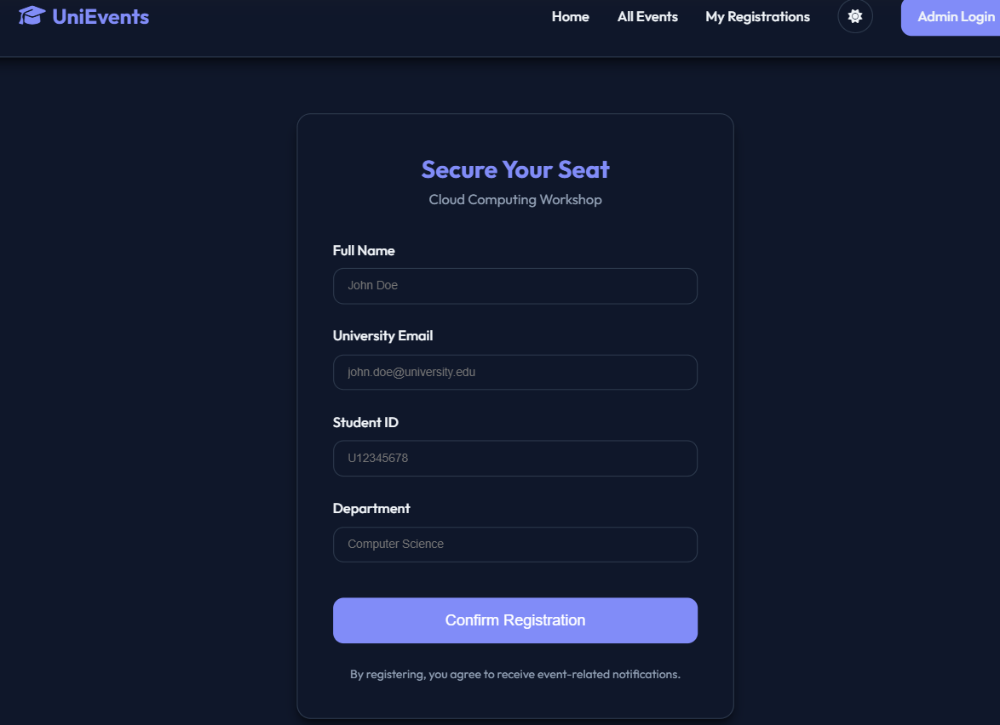 UniEvents
Home
All Events
My Registrations
Admin Login
Secure Your Seat
Cloud Computing Workshop
Full Name
John Doe
University Email
john.doe@university.edu
Student ID
U12345678
Department
Computer Science
Confirm Registration
By registering, you agree to receive event-related notifications.